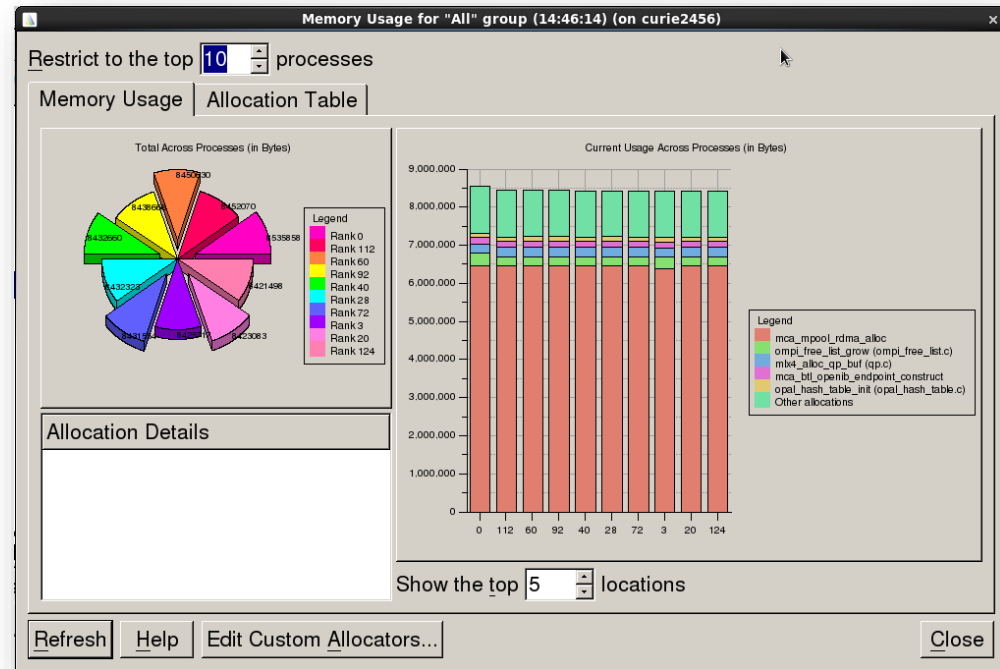 Memory Usage for "All" group (14:46:14) (on curie2456)
Restrict to the top 10 processes
Memory Usage
Allocation Table
Total Across Processes (in Bytes)
8452070
8535858
8432660
8421498
8423083
Legend
Rank 0
Rank 112
Rank 60
Rank 92
Rank 40
Rank 28
Rank 72
Rank 3
Rank 20
Rank 124
Allocation Details
Current Usage Across Processes (in Bytes)
9,000,000
8,000,000
7,000,000
6,000,000
5,000,000
4,000,000
3,000,000
2,000,000
1,000,000
0
0 112 60 92 40 28 72 3 20 124
Legend
mca_mpool_rdma_alloc
ompi_free_list_grow (ompi_free_list.c)
mlx4_alloc_qp_buf (qp.c)
mca_btl_openib_endpoint_construct
opal_hash_table_init (opal_hash_table.c)
Other allocations
Show the top 5 locations
Refresh
Help
Edit Custom Allocators...
Close